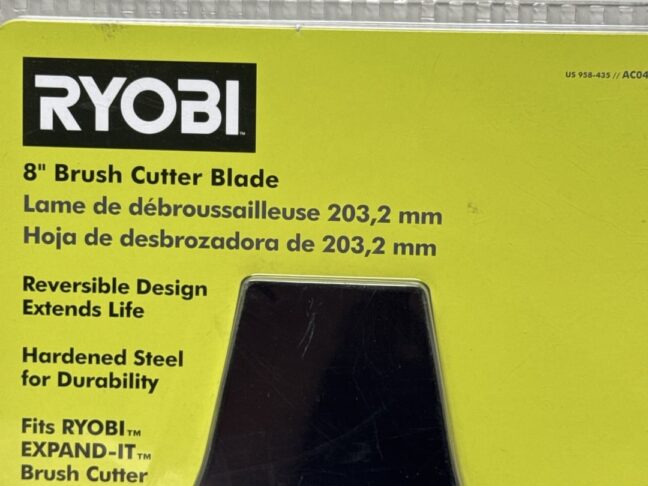 RYOBI™
US 958-435 // AC04
8" Brush Cutter Blade
Lame de débroussailleuse 203,2 mm
Hoja de desbrozadora de 203,2 mm
Reversible Design
Extends Life
Hardened Steel
for Durability
Fits RYOBI™
EXPAND-IT™
Brush Cutter